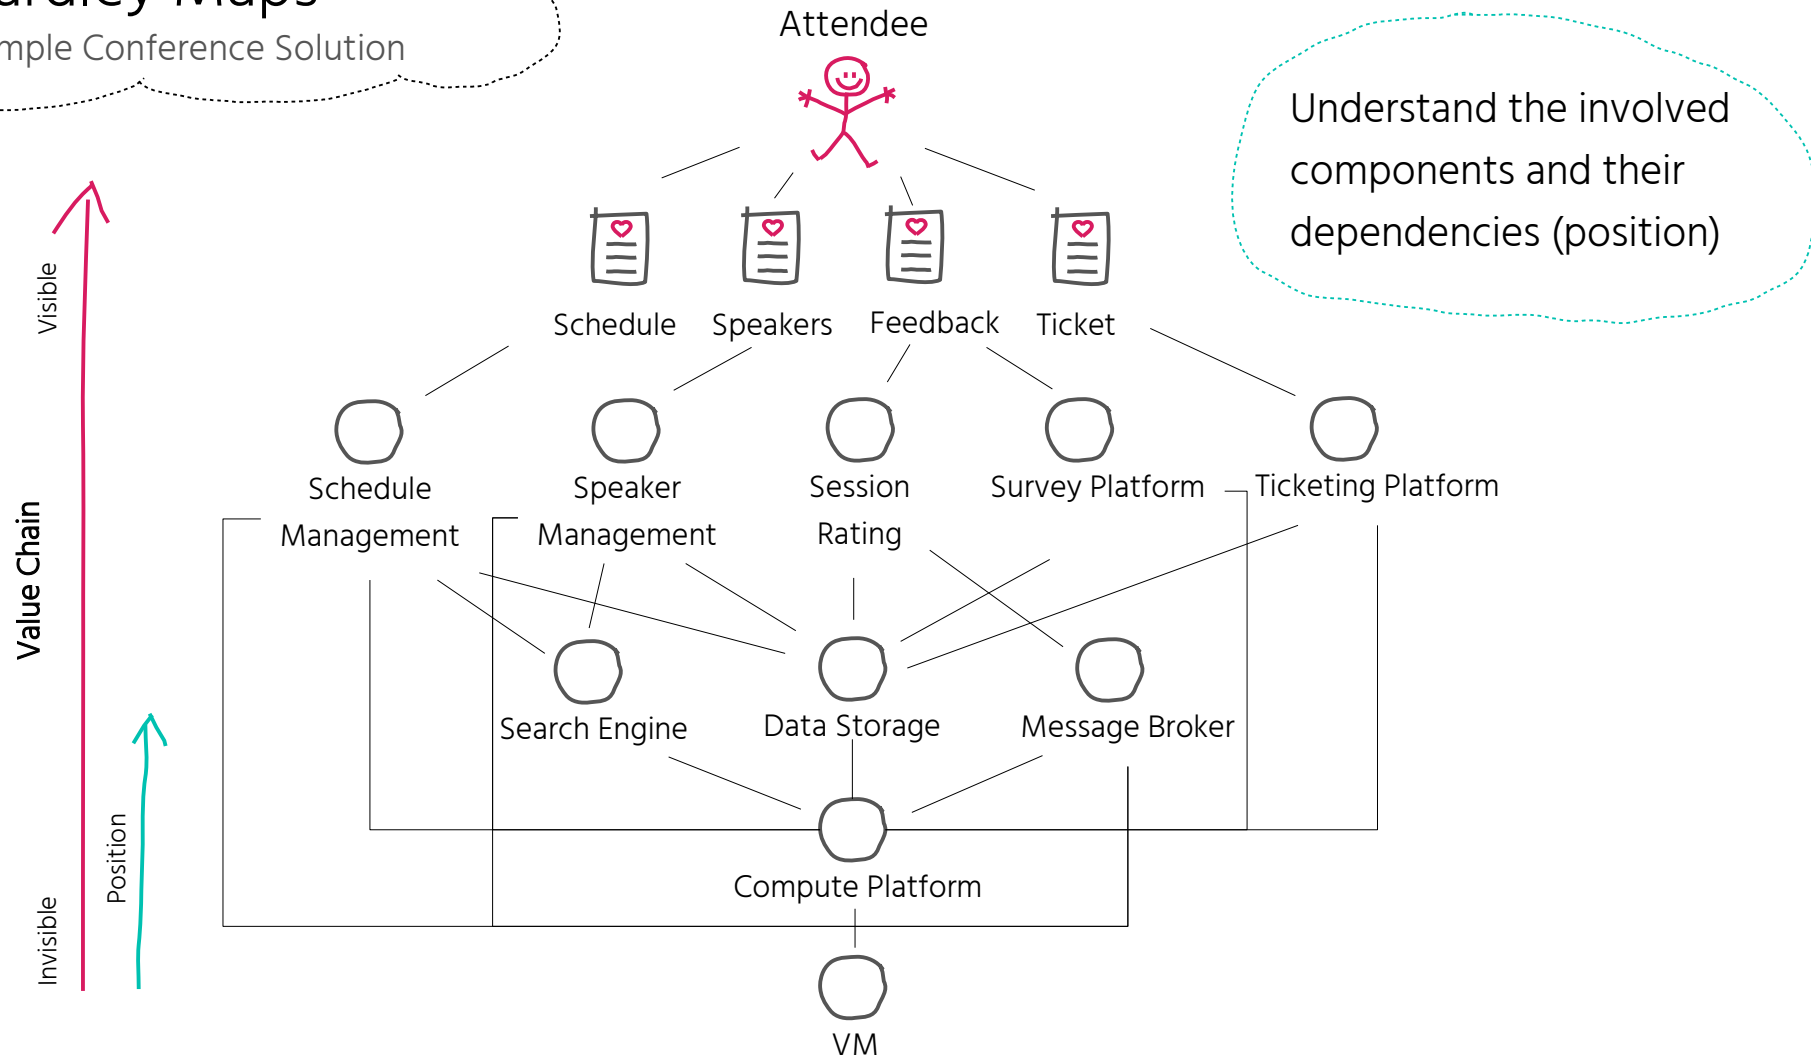 mple Conference Solution
Attendee
Understand the involved
components and their
dependencies (position)
Visible
Schedule
Speakers
Feedback
Ticket
Schedule
Management
Speaker
Management
Session
Rating
Survey Platform
Ticketing Platform
Value Chain
Search Engine
Data Storage
Message Broker
Position
Invisible
Compute Platform
VM